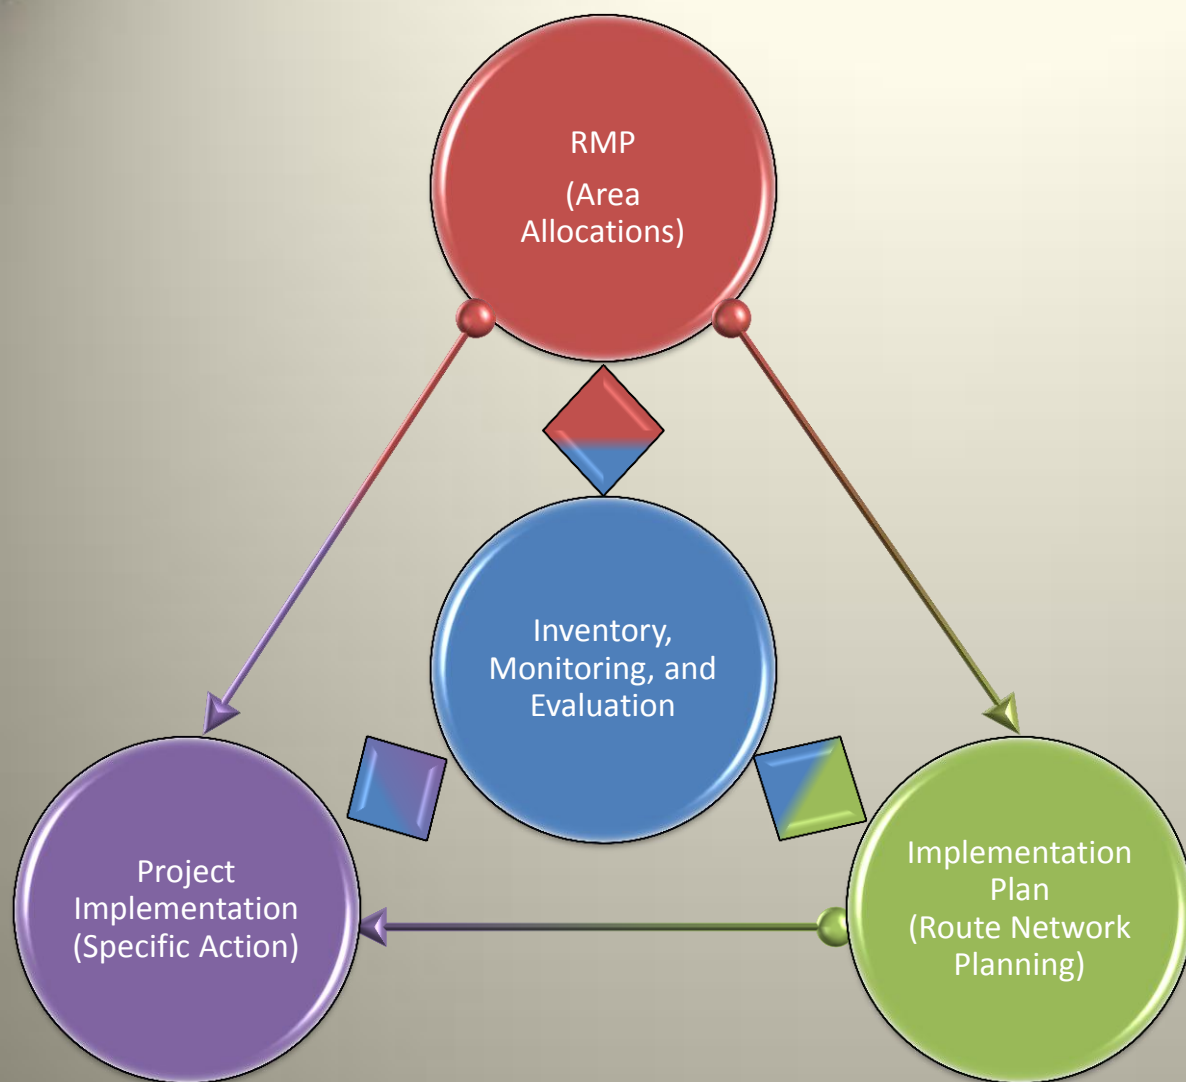 RMP
(Area
Allocations)
Inventory,
Monitoring, and
Evaluation
Project
Implementation
(Specific Action)
Implementation
Plan
(Route Network
Planning)